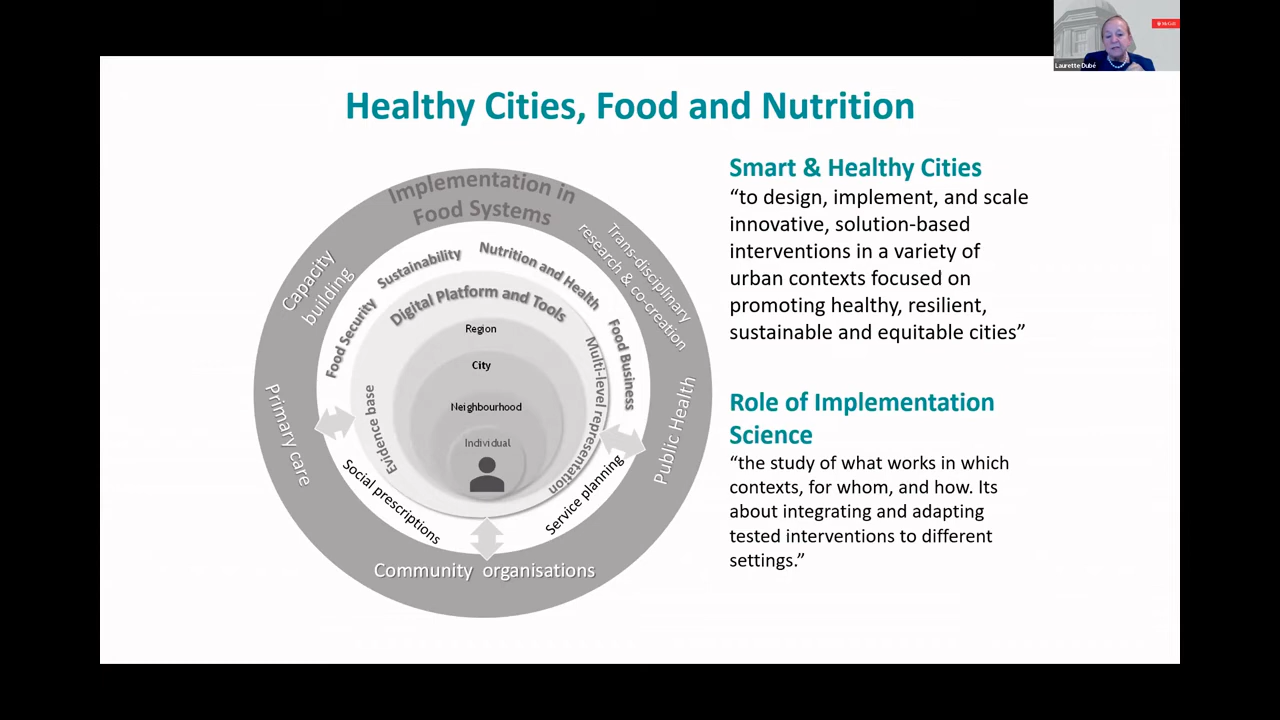 Laurette Dubé
Healthy Cities, Food and Nutrition
Implementation in
Food Systems
Trans-disciplinary
research & co-creation
Capacity
building
Primary care
Public Health
Community organisations
Food Security
Sustainability
Nutrition and Health
Food Business
Social prescriptions
Service planning
Digital Platform and Tools
Evidence base
Multi-level representation
Region
City
Neighbourhood
Individual
Smart & Healthy Cities
“to design, implement, and scale
innovative, solution-based
interventions in a variety of
urban contexts focused on
promoting healthy, resilient,
sustainable and equitable cities”
Role of Implementation
Science
“the study of what works in which
contexts, for whom, and how. Its
about integrating and adapting
tested interventions to different
settings.”